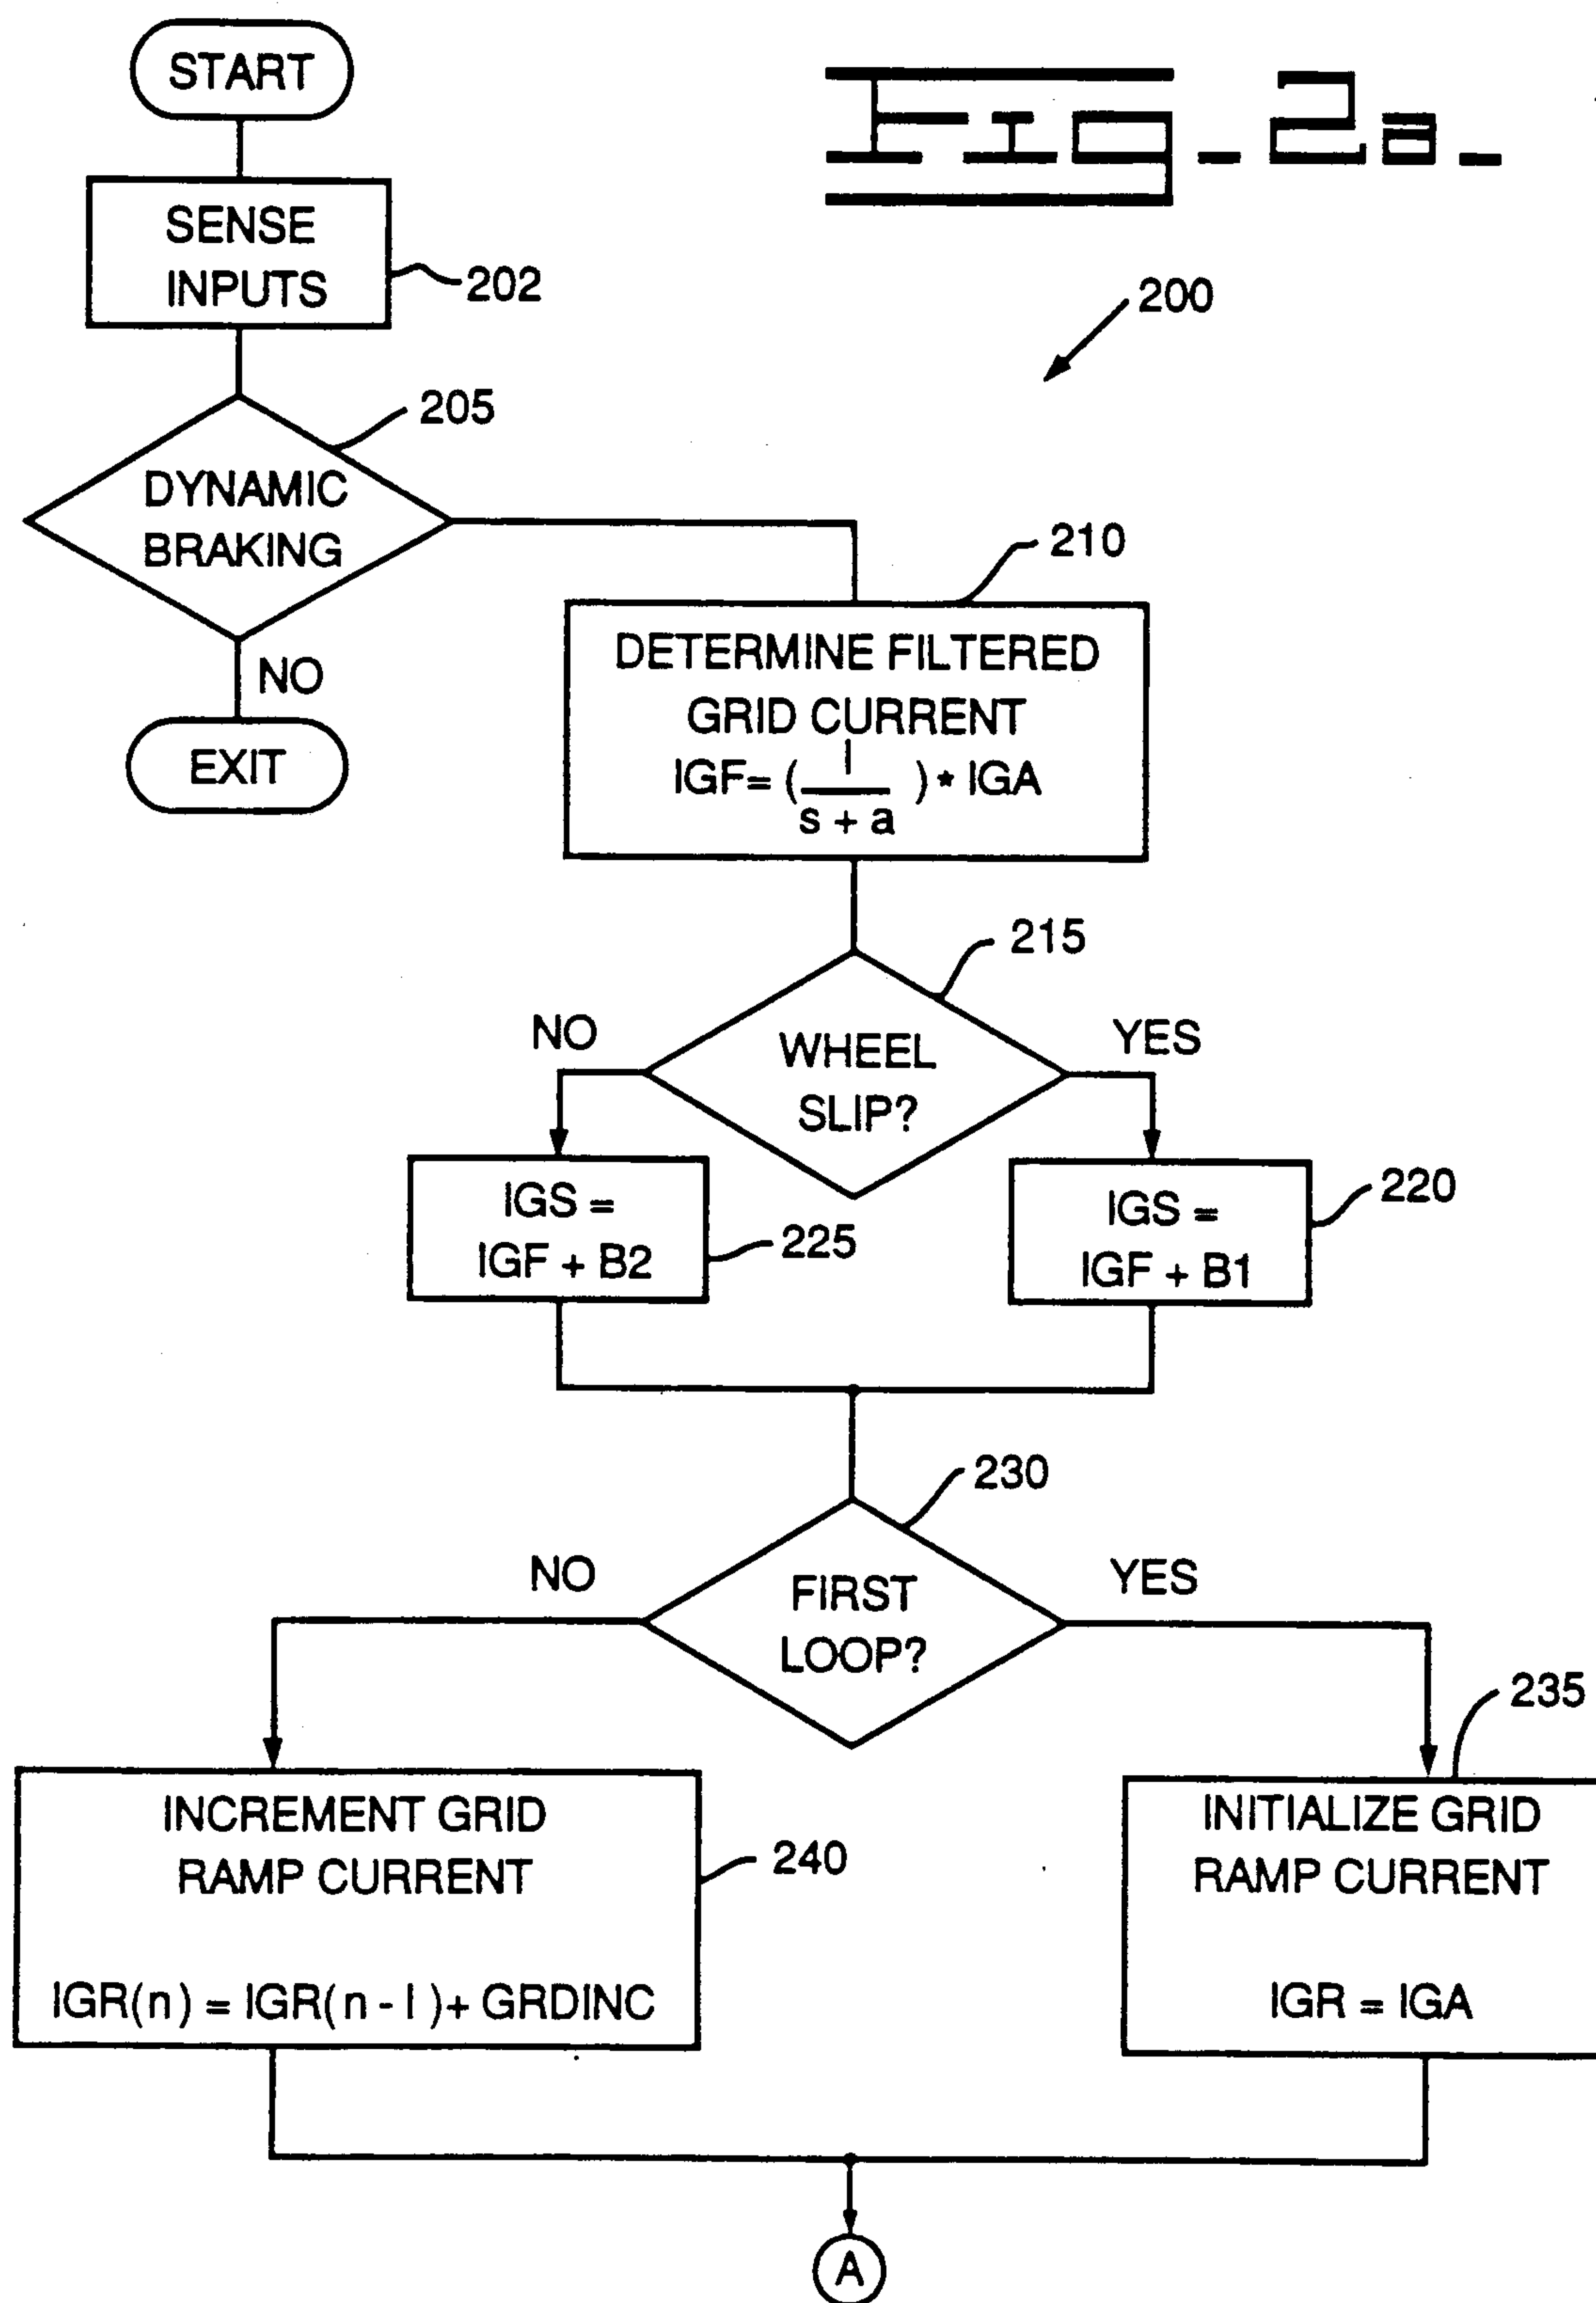 START
Fig. 2a.
SENSE
INPUTS
202
200
205
DYNAMIC
BRAKING
NO
EXIT
210
DETERMINE FILTERED
GRID CURRENT
IGF= (1/s + a) * IGA
215
NO
WHEEL
SLIP?
YES
IGS =
IGF + B2
225
IGS =
IGF + B1
220
230
NO
FIRST
LOOP?
YES
235
INCREMENT GRID
RAMP CURRENT
IGR(n) = IGR(n - 1) + GRDINC
240
INITIALIZE GRID
RAMP CURRENT
IGR = IGA
A